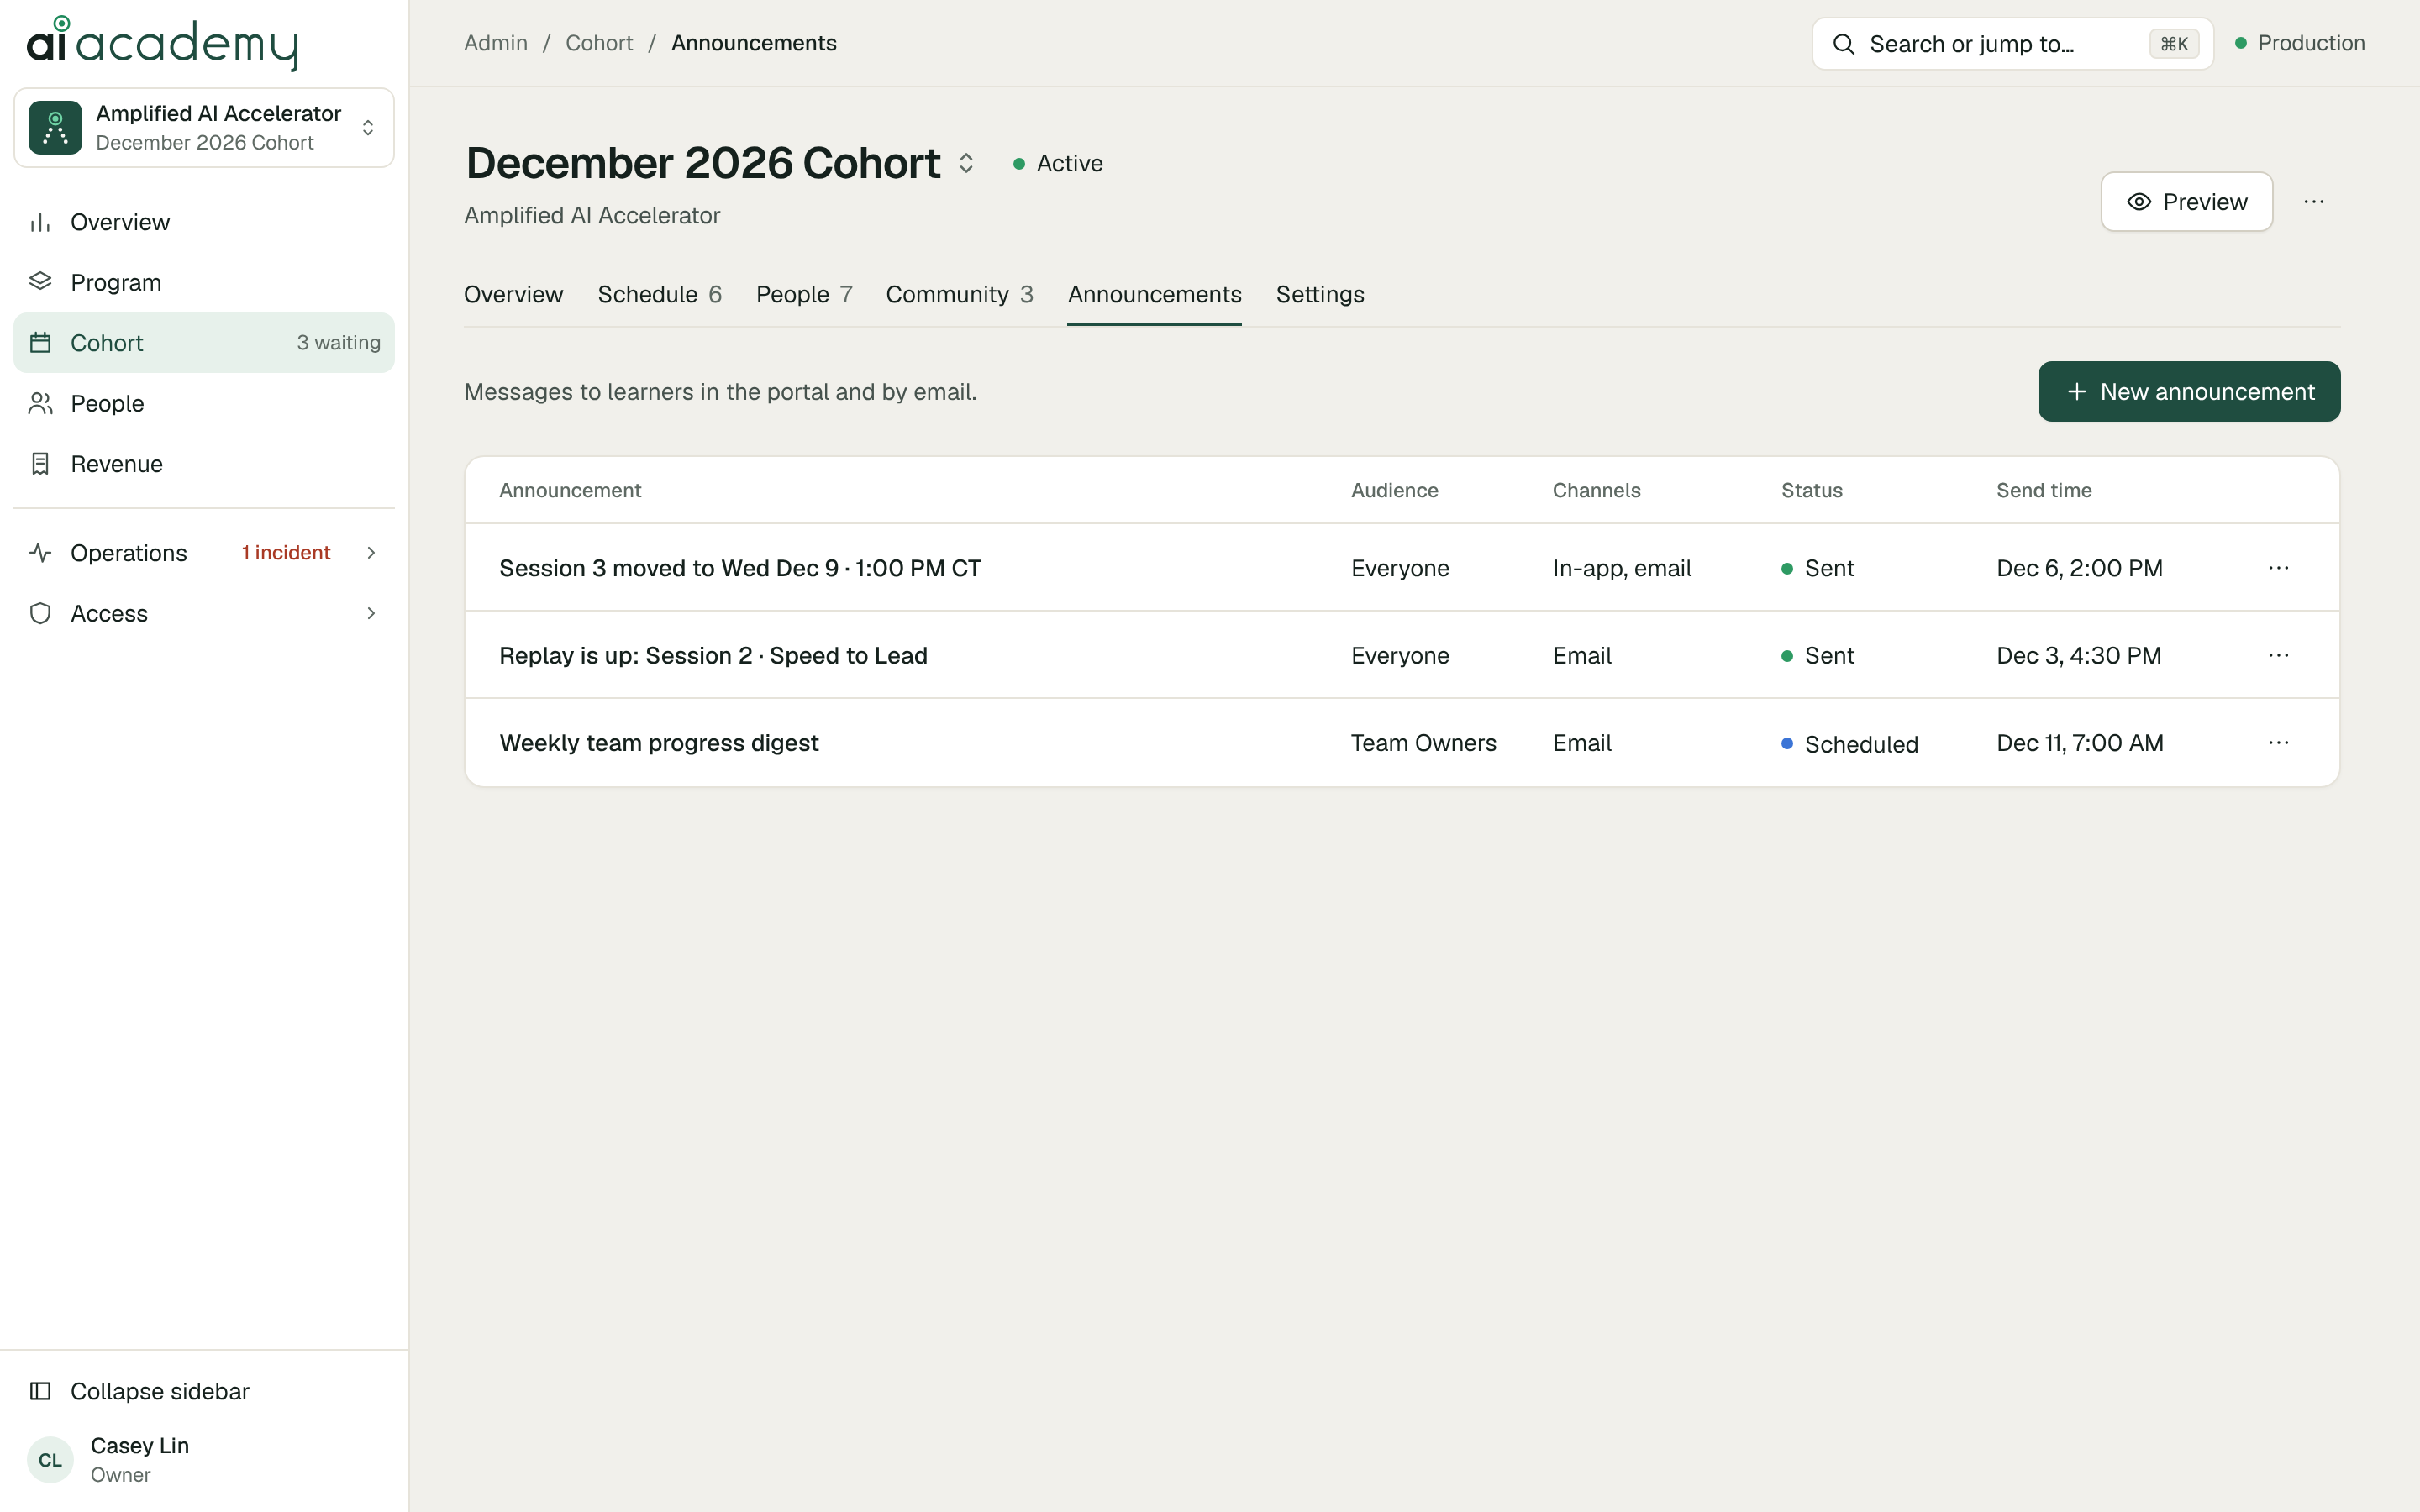 ai academy
Amplified AI Accelerator
December 2026 Cohort
Overview
Program
Cohort 3 waiting
People
Revenue
Operations 1 incident
Access
Collapse sidebar
CL
Casey Lin
Owner
Admin / Cohort / Announcements
Search or jump to... ⌘K
Production
December 2026 Cohort
Active
Amplified AI Accelerator
Preview
Overview Schedule 6 People 7 Community 3 Announcements Settings
Messages to learners in the portal and by email.
+ New announcement
Announcement Audience Channels Status Send time
Session 3 moved to Wed Dec 9 · 1:00 PM CT Everyone In-app, email Sent Dec 6, 2:00 PM
Replay is up: Session 2 · Speed to Lead Everyone Email Sent Dec 3, 4:30 PM
Weekly team progress digest Team Owners Email Scheduled Dec 11, 7:00 AM